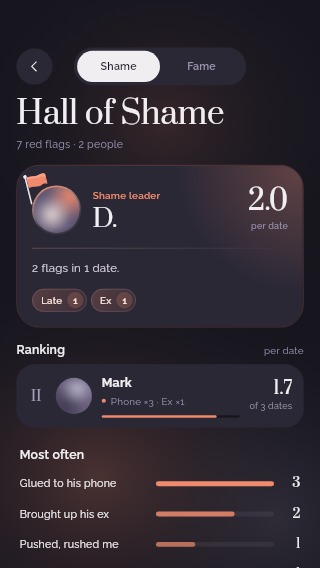 Shame Fame
Hall of Shame
7 red flags · 2 people
Shame leader
D.
2.0
per date
2 flags in 1 date.
Late 1 Ex 1
Ranking per date
II
Mark
Phone ×3 · Ex ×1
1.7
of 3 dates
Most often
Glued to his phone 3
Brought up his ex 2
Pushed, rushed me 1